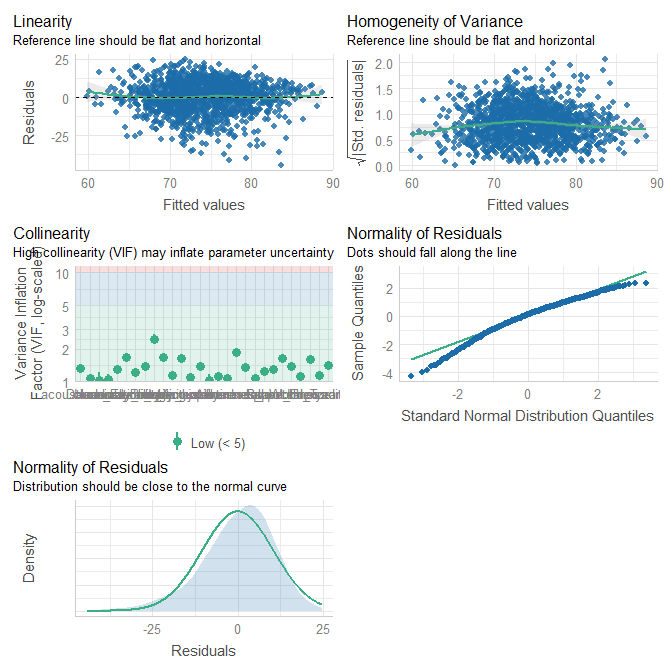 Linearity
Reference line should be flat and horizontal
Residuals
25
0
-25
60 70 80 90
Fitted values
Homogeneity of Variance
Reference line should be flat and horizontal
√|Std. residuals|
2.0
1.5
1.0
0.5
0.0
60 70 80 90
Fitted values
Collinearity
High collinearity (VIF) may inflate parameter uncertainty
Variance Inflation
Factor (VIF, log-scaled)
10
5
3
2
1
Low (< 5)
Normality of Residuals
Dots should fall along the line
Sample Quantiles
2
0
-2
-4
-2 0 2
Standard Normal Distribution Quantiles
Normality of Residuals
Distribution should be close to the normal curve
Density
-25 0 25
Residuals